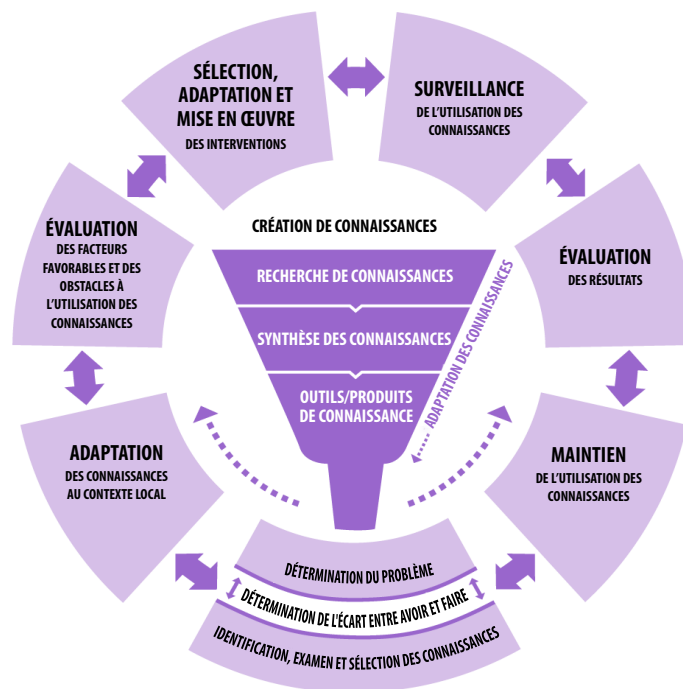 SÉLECTION,
ADAPTATION ET
MISE EN ŒUVRE
DES INTERVENTIONS
SURVEILLANCE
DE L'UTILISATION DES
CONNAISSANCES
ÉVALUATION
DES FACTEURS
FAVORABLES ET DES
OBSTACLES À
L'UTILISATION DES
CONNAISSANCES
CRÉATION DE CONNAISSANCES
RECHERCHE DE CONNAISSANCES
SYNTHÈSE DES CONNAISSANCES
OUTILS/PRODUITS
DE CONNAISSANCE
ADAPTATION DES CONNAISSANCES
ÉVALUATION
DES RÉSULTATS
ADAPTATION
DES CONNAISSANCES
AU CONTEXTE LOCAL
MAINTIEN
DE L'UTILISATION DES
CONNAISSANCES
DÉTERMINATION DU PROBLÈME
DÉTERMINATION DE L'ÉCART ENTRE AVOIR ET FAIRE
IDENTIFICATION, EXAMEN ET SÉLECTION DES CONNAISSANCES